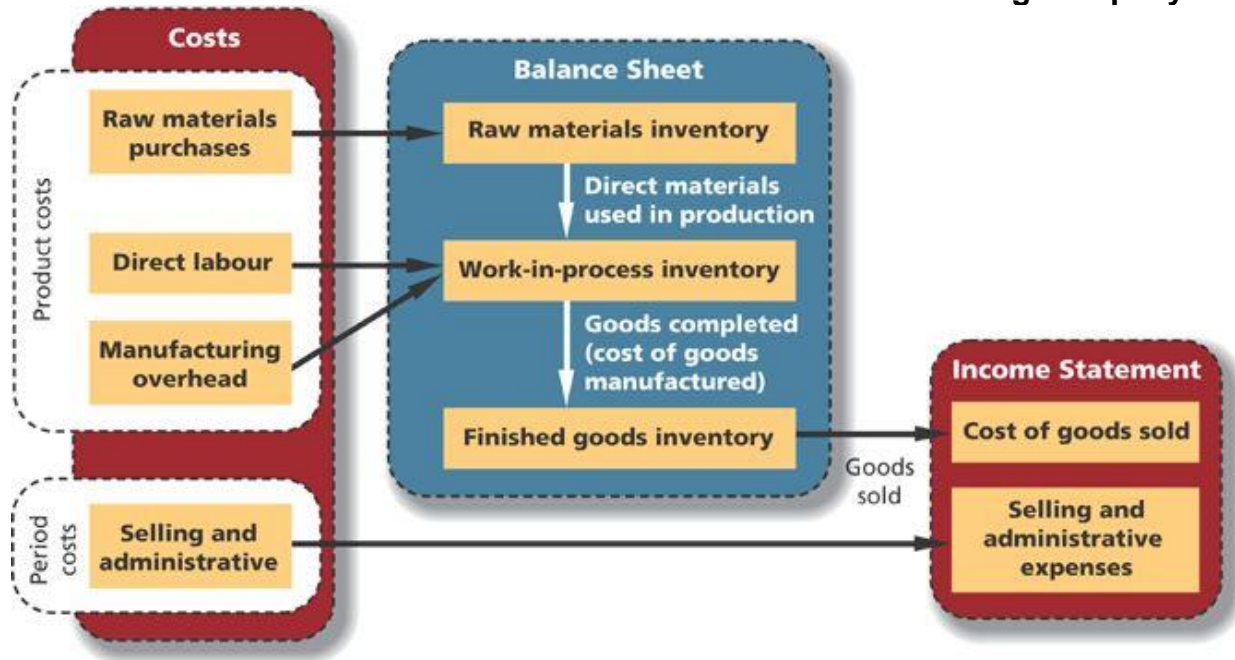 Costs
Product costs
Raw materials
purchases
Direct labour
Manufacturing
overhead
Period
costs
Selling and
administrative
Balance Sheet
Raw materials inventory
Direct materials
used in production
Work-in-process inventory
Goods completed
(cost of goods
manufactured)
Finished goods inventory
Goods
sold
Income Statement
Cost of goods sold
Selling and
administrative
expenses